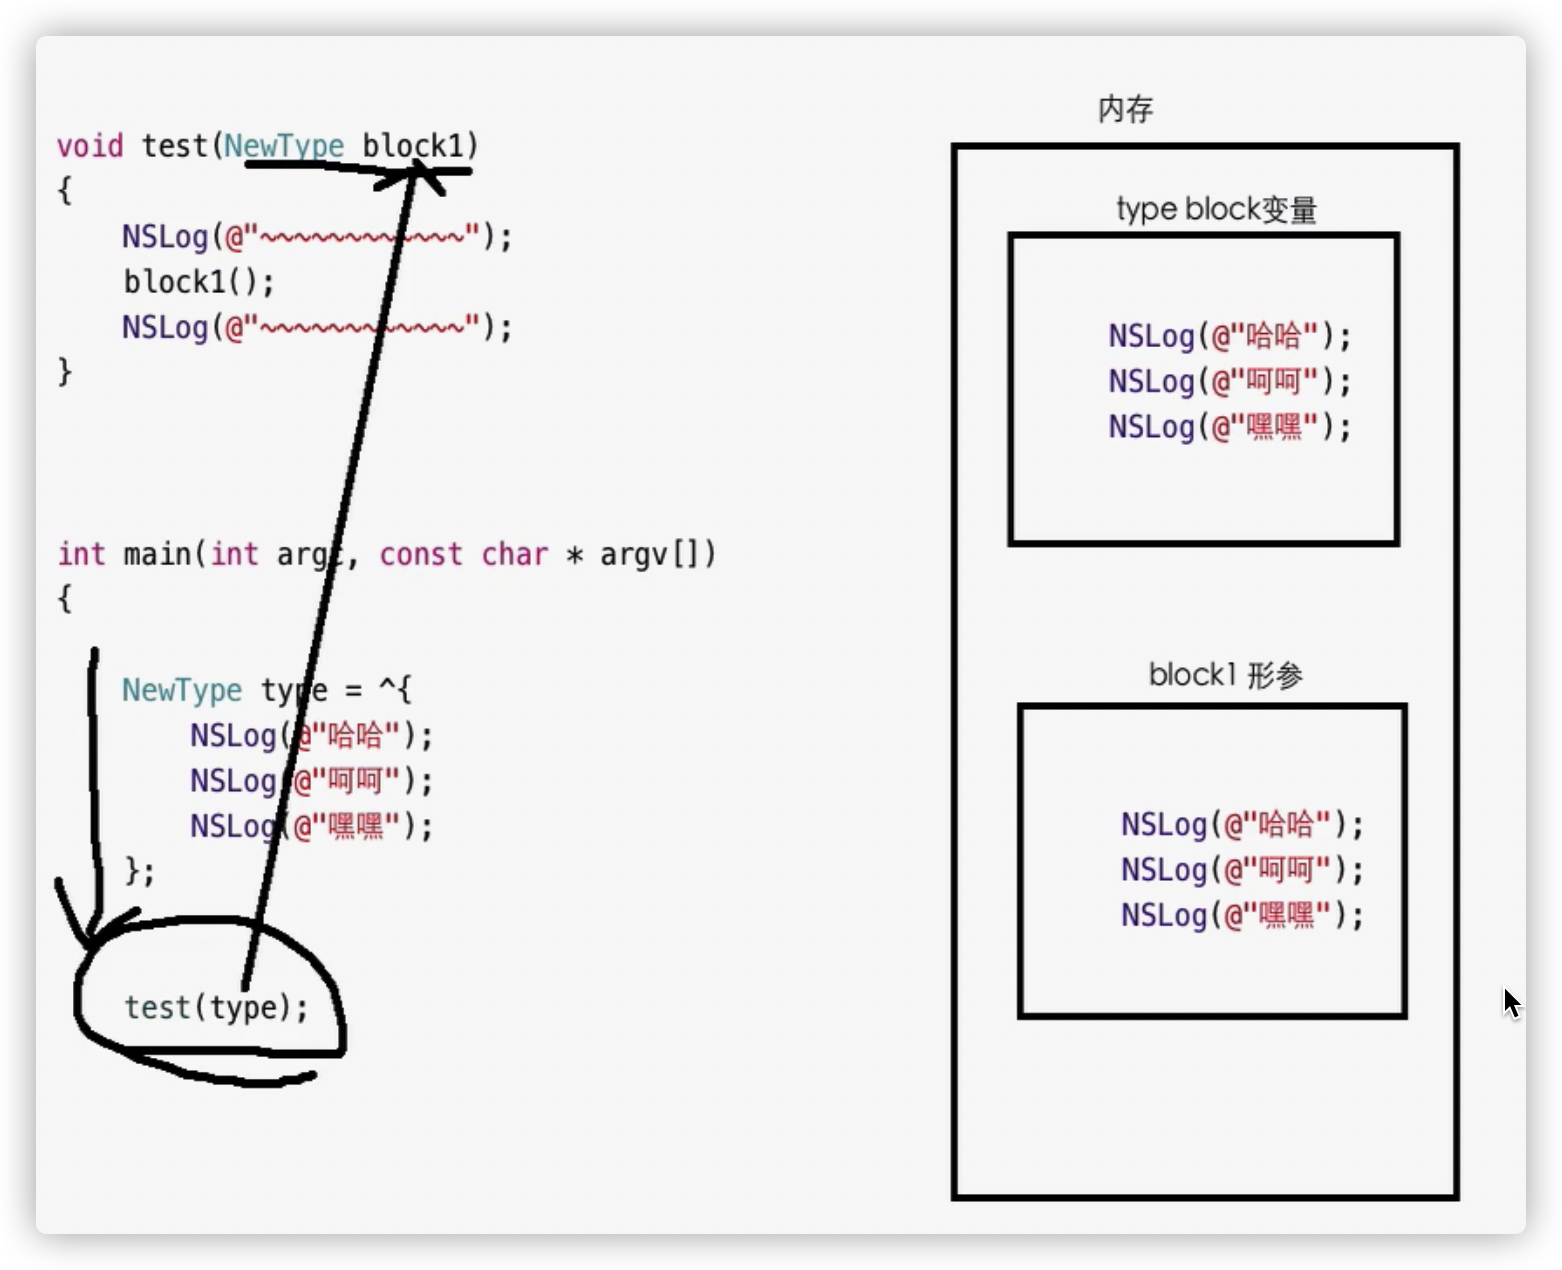 void test(NewType block1)
{
NSLog(@"~~~~~~~~~~~~");
block1();
NSLog(@"~~~~~~~~~~~~");
}
int main(int argc, const char * argv[])
{
NewType type = ^{
NSLog(@"哈哈");
NSLog(@"呵呵");
NSLog(@"嘿嘿");
};
test(type);
内存
type block变量
NSLog(@"哈哈");
NSLog(@"呵呵");
NSLog(@"嘿嘿");
block1 形参
NSLog(@"哈哈");
NSLog(@"呵呵");
NSLog(@"嘿嘿");